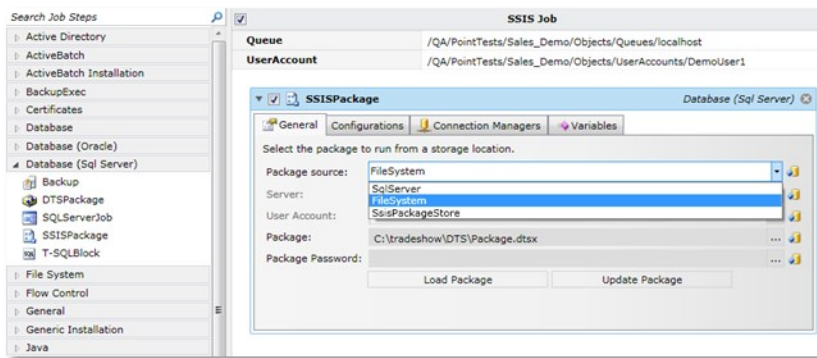 Search Job Steps
Active Directory
ActiveBatch
ActiveBatch Installation
BackupExec
Certificates
Database
Database (Oracle)
Database (Sql Server)
Backup
DTSPackage
SQLServerJob
SSISPackage
T-SQLBlock
File System
Flow Control
General
Generic Installation
Java
SSIS Job
Queue /QA/PointTests/Sales_Demo/Objects/Queues/localhost
UserAccount /QA/PointTests/Sales_Demo/Objects/UserAccounts/DemoUser1
SSISPackage Database (Sql Server)
General Configurations Connection Managers Variables
Select the package to run from a storage location.
Package source: FileSystem
SqlServer
Server: FileSystem
User Account: SsisPackageStore
Package: C:\tradeshow\DTS\Package.dtsx ...
Package Password: ...
Load Package Update Package